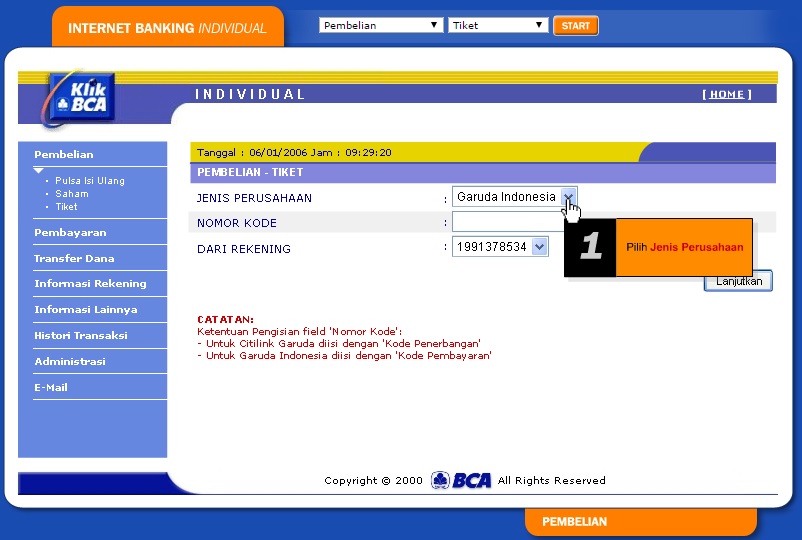 INTERNET BANKING INDIVIDUAL
Pembelian
Tiket
START
Klik
BCA
INDIVIDUAL
[ HOME ]
Pembelian
Pulsa Isi Ulang
Saham
Tiket
Pembayaran
Transfer Dana
Informasi Rekening
Informasi Lainnya
Histori Transaksi
Administrasi
E-Mail
Tanggal : 06/01/2006 Jam : 09:29:20
PEMBELIAN - TIKET
JENIS PERUSAHAAN : Garuda Indonesia
NOMOR KODE :
DARI REKENING : 1991378534
1 Pilih Jenis Perusahaan
Lanjutkan
CATATAN:
Ketentuan Pengisian field 'Nomor Kode':
- Untuk Citilink Garuda diisi dengan 'Kode Penerbangan'
- Untuk Garuda Indonesia diisi dengan 'Kode Pembayaran'
Copyright © 2000 BCA All Rights Reserved
PEMBELIAN